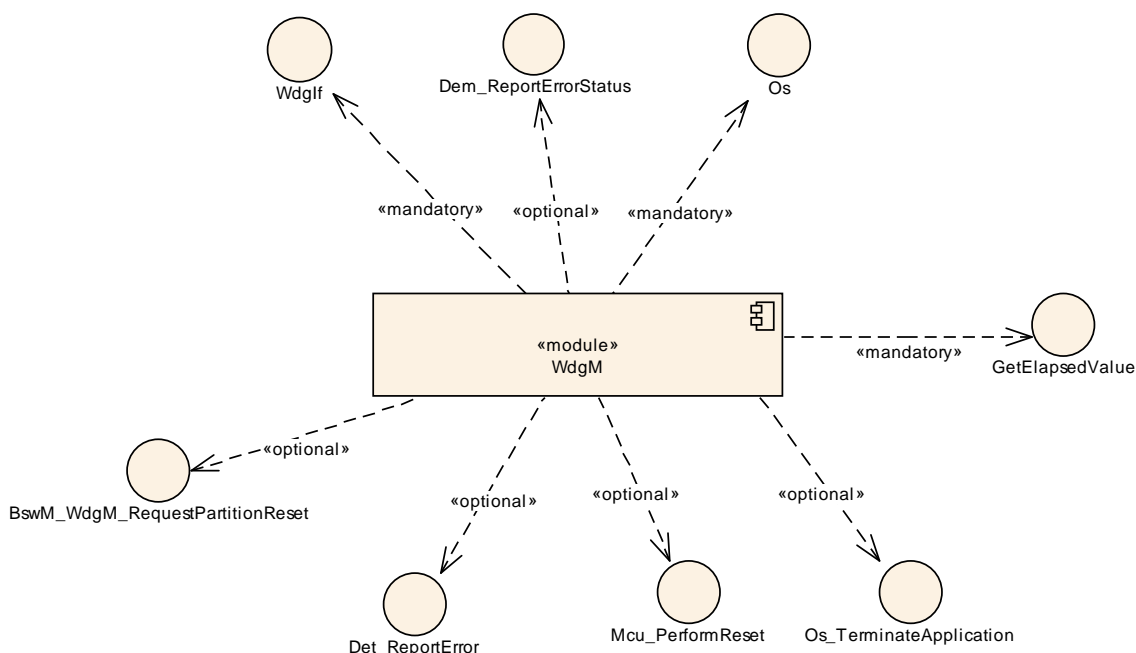 WdgIf
Dem_ReportErrorStatus
Os
«mandatory»
«optional»
«mandatory»
«module»
WdgM
«mandatory»
GetElapsedValue
«optional»
BswM_WdgM_RequestPartitionReset
«optional»
«optional»
«optional»
Det_ReportError
Mcu_PerformReset
Os_TerminateApplication